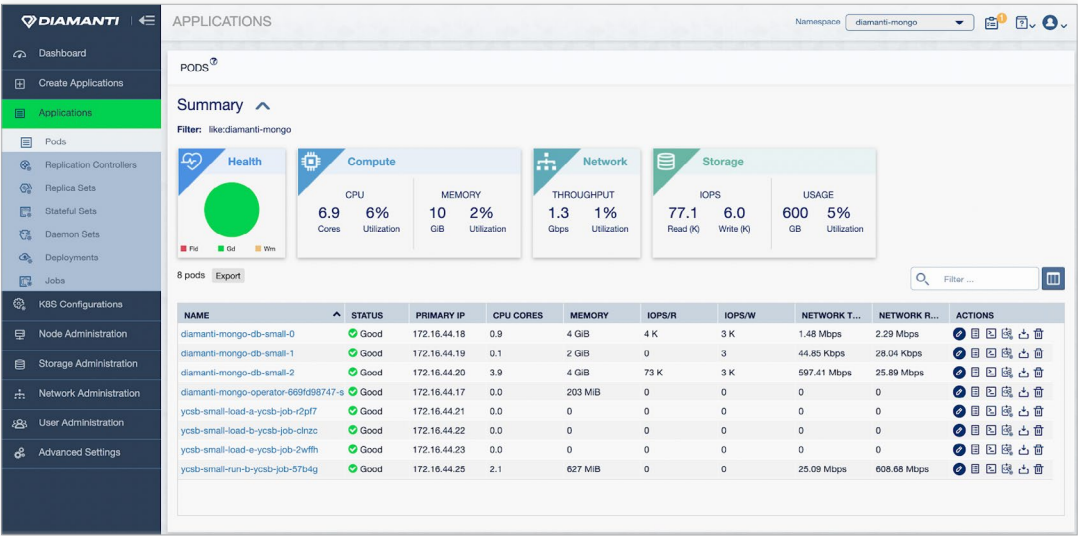 DIAMANTI
APPLICATIONS
Namespace diamanti-mongo
1
Dashboard
Create Applications
Applications
Pods
Replication Controllers
Replica Sets
Stateful Sets
Daemon Sets
Deployments
Jobs
K8S Configurations
Node Administration
Storage Administration
Network Administration
User Administration
Advanced Settings
PODS
Summary
Filter: like:diamanti-mongo
Health Compute Network Storage
CPU MEMORY THROUGHPUT IOPS USAGE
6.9 6% 10 2% 1.3 1% 77.1 6.0 600 5%
Cores Utilization GiB Utilization Gbps Utilization Read (K) Write (K) GB Utilization
Fld Gd Wrn
8 pods Export Filter ...
NAME STATUS PRIMARY IP CPU CORES MEMORY IOPS/R IOPS/W NETWORK T... NETWORK R... ACTIONS
diamanti-mongo-db-small-0 Good 172.16.44.18 0.9 4 GiB 4 K 3 K 1.48 Mbps 2.29 Mbps
diamanti-mongo-db-small-1 Good 172.16.44.19 0.1 2 GiB 0 3 44.85 Kbps 28.04 Kbps
diamanti-mongo-db-small-2 Good 172.16.44.20 3.9 4 GiB 73 K 3 K 597.41 Mbps 25.89 Mbps
diamanti-mongo-operator-669fd98747-s Good 172.16.44.17 0.0 203 MiB 0 0 0 0
ycsb-small-load-a-ycsb-job-r2pf7 Good 172.16.44.21 0.0 0 0 0 0 0
ycsb-small-load-b-ycsb-job-clnzc Good 172.16.44.22 0.0 0 0 0 0 0
ycsb-small-load-e-ycsb-job-2wffh Good 172.16.44.23 0.0 0 0 0 0 0
ycsb-small-run-b-ycsb-job-57b4g Good 172.16.44.25 2.1 627 MiB 0 0 25.09 Mbps 608.68 Mbps